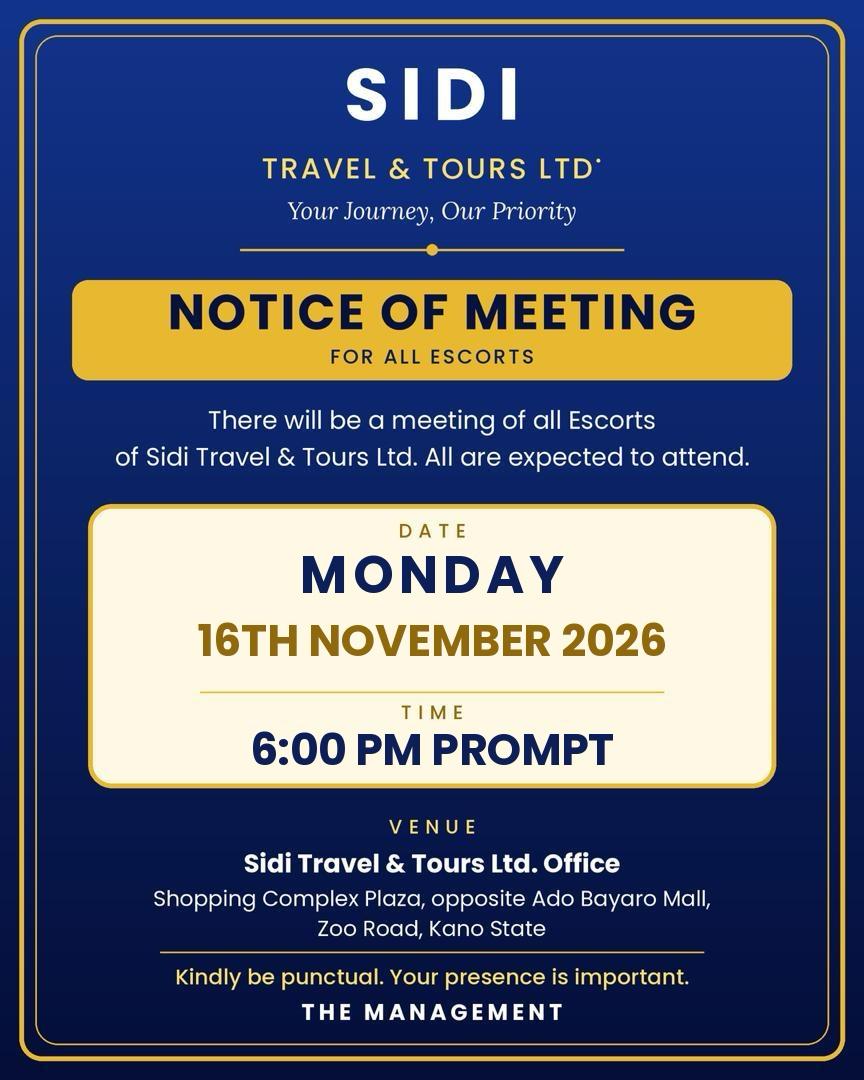 SIDI
TRAVEL & TOURS LTD·
Your Journey, Our Priority
NOTICE OF MEETING
FOR ALL ESCORTS
There will be a meeting of all Escorts
of Sidi Travel & Tours Ltd. All are expected to attend.
DATE
MONDAY
16TH NOVEMBER 2026
TIME
6:00 PM PROMPT
VENUE
Sidi Travel & Tours Ltd. Office
Shopping Complex Plaza, opposite Ado Bayaro Mall,
Zoo Road, Kano State
Kindly be punctual. Your presence is important.
THE MANAGEMENT